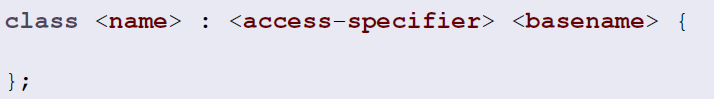 class <name> : <access-specifier> <basename> {
};